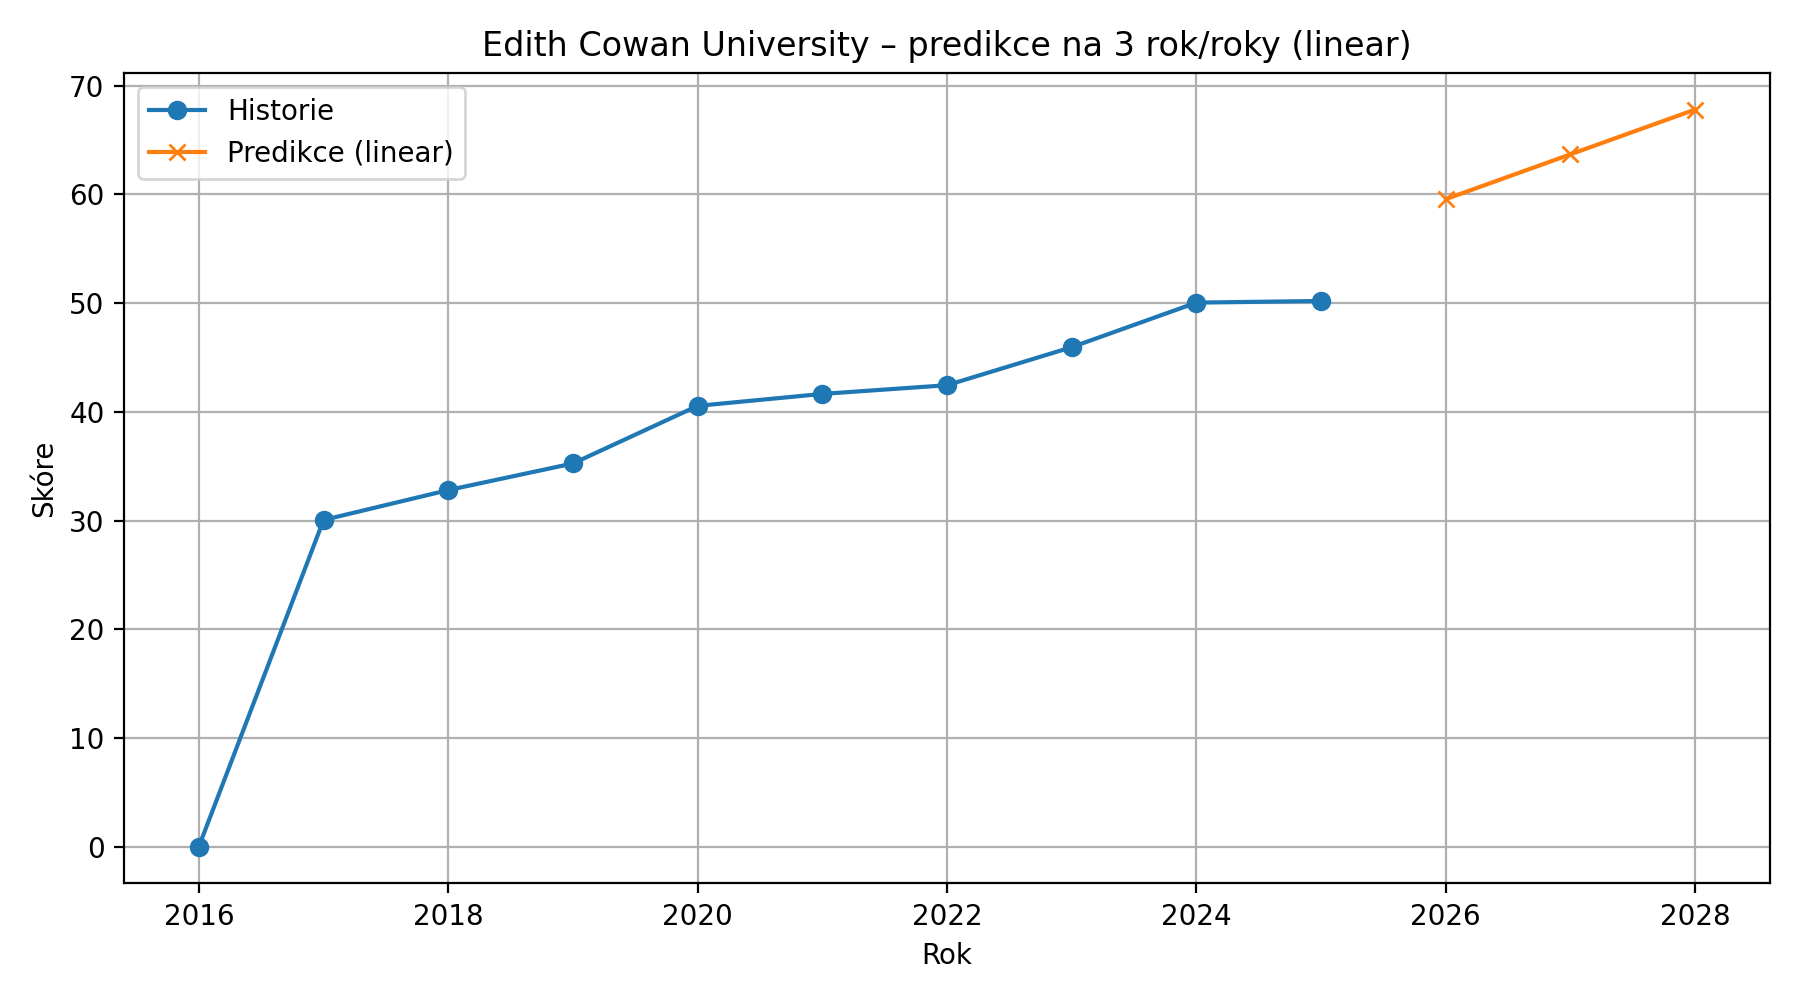 Edith Cowan University – predikce na 3 rok/roky (linear)
Historie
Predikce (linear)
Skóre
70
60
50
40
30
20
10
0
2016 2018 2020 2022 2024 2026 2028
Rok